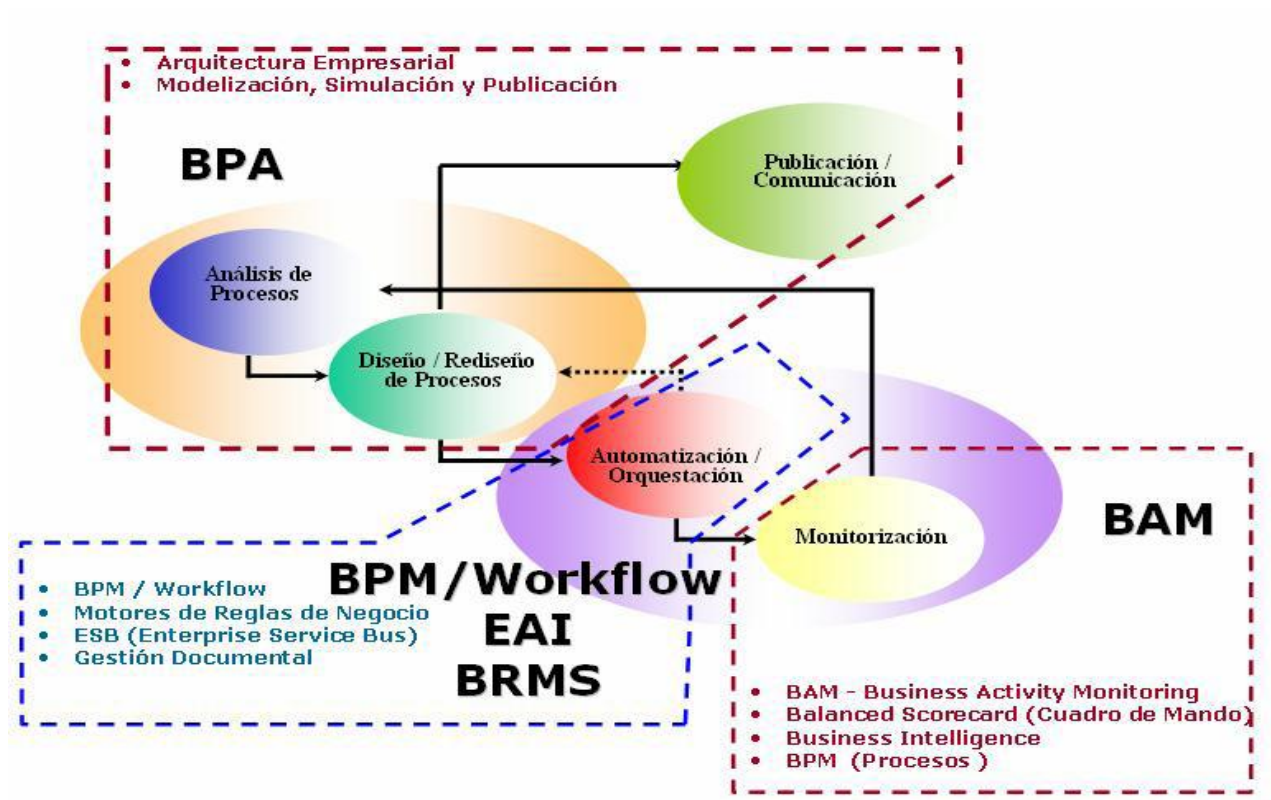 • Arquitectura Empresarial
• Modelización, Simulación y Publicación
BPA
Publicación /
Comunicación
Análisis de
Procesos
Diseño / Rediseño
de Procesos
Automatización /
Orquestación
Monitorización
BAM
• BPM / Workflow
• Motores de Reglas de Negocio
• ESB (Enterprise Service Bus)
• Gestión Documental
BPM/Workflow
EAI
BRMS
• BAM - Business Activity Monitoring
• Balanced Scorecard (Cuadro de Mando)
• Business Intelligence
• BPM (Procesos )